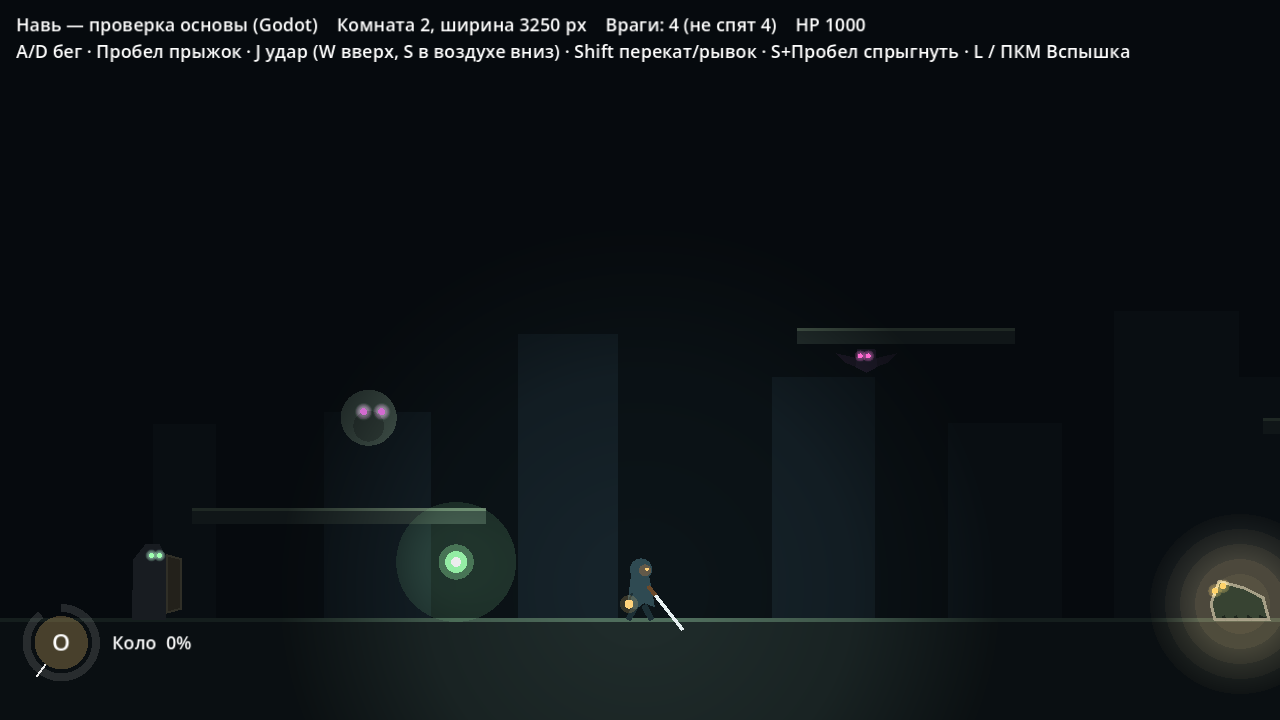 Навь — проверка основы (Godot) Комната 2, ширина 3250 px Враги: 4 (не спят 4) HP 1000
A/D бег · Пробел прыжок · J удар (W вверх, S в воздухе вниз) · Shift перекат/рывок · S+Пробел спрыгнуть · L / ПКМ Вспышка
О Коло 0%